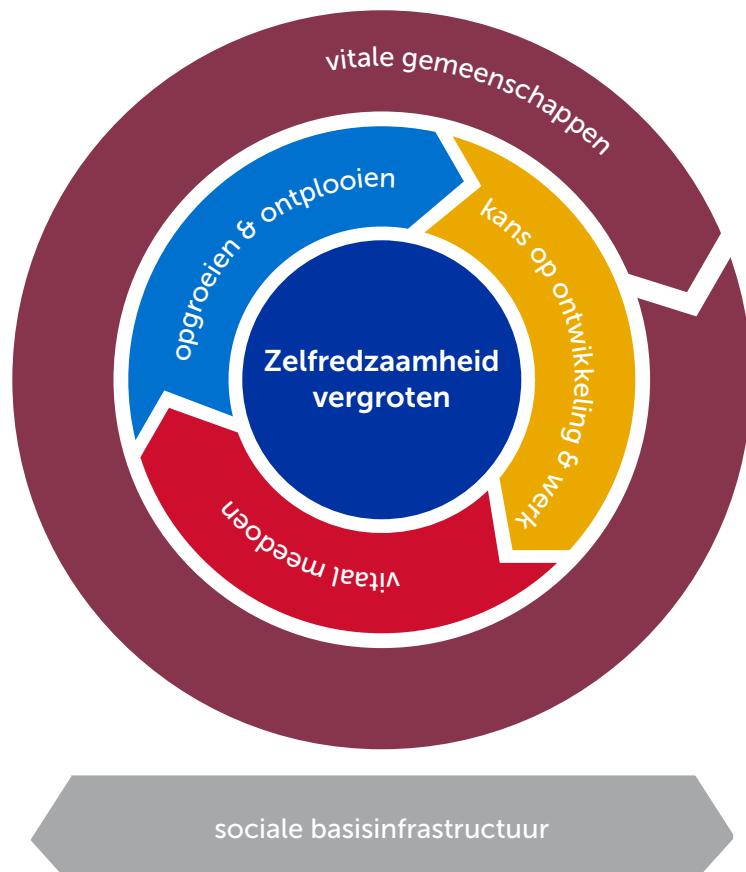 vitale gemeenschappen
opgroeien & ontplooien
kans op ontwikkeling & werk
Zelfredzaamheid
vergroten
vitaal meedoen
sociale basisinfrastructuur